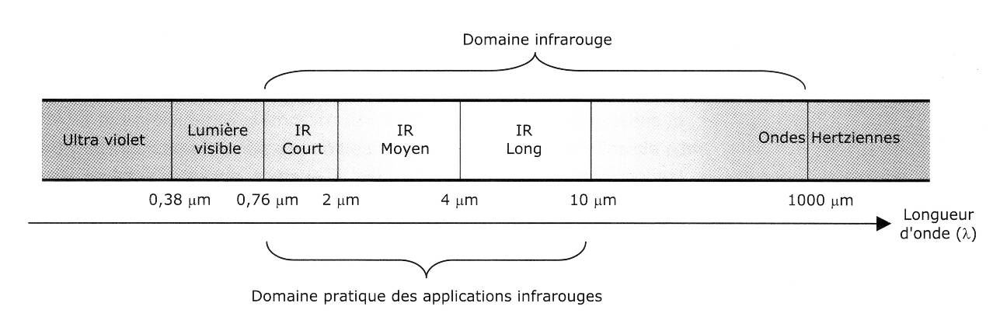 Domaine infrarouge
Ultra violet
Lumière
visible
IR
Court
IR
Moyen
IR
Long
Ondes Hertziennes
0,38 µm
0,76 µm
2 µm
4 µm
10 µm
1000 µm
Longueur
d'onde (λ)
Domaine pratique des applications infrarouges